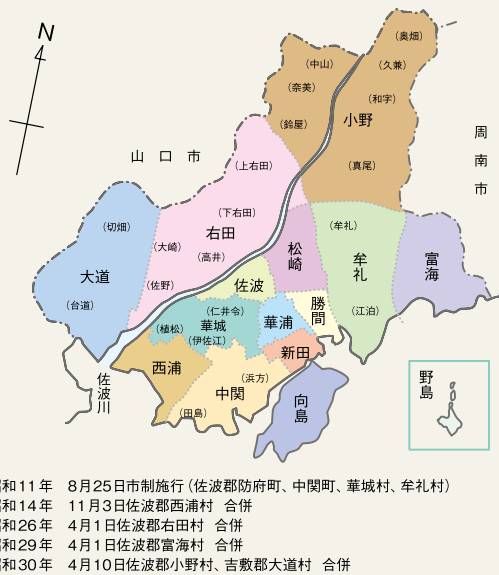 N
(奥畑)
(中山)
(久兼)
(奈美)
(和字)
(鈴屋)
小野
周南市
山口市
(上右田)
(真尾)
(下右田)
(切畑)
右田
(牟礼)
(大崎)
松崎
(高井)
牟礼
富海
大道
(佐野)
佐波
(台道)
勝間
(仁井令)
(江泊)
(植松)
華城
華浦
(伊佐江)
新田
西浦
佐波川
(浜方)
野島
中関
向島
(田島)
和11年 8月25日市制施行(佐波郡防府町、中関町、華城村、牟礼村)
和14年 11月3日佐波郡西浦村 合併
和26年 4月1日佐波郡右田村 合併
和29年 4月1日佐波郡富海村 合併
和30年 4月10日佐波郡小野村、吉敷郡大道村 合併